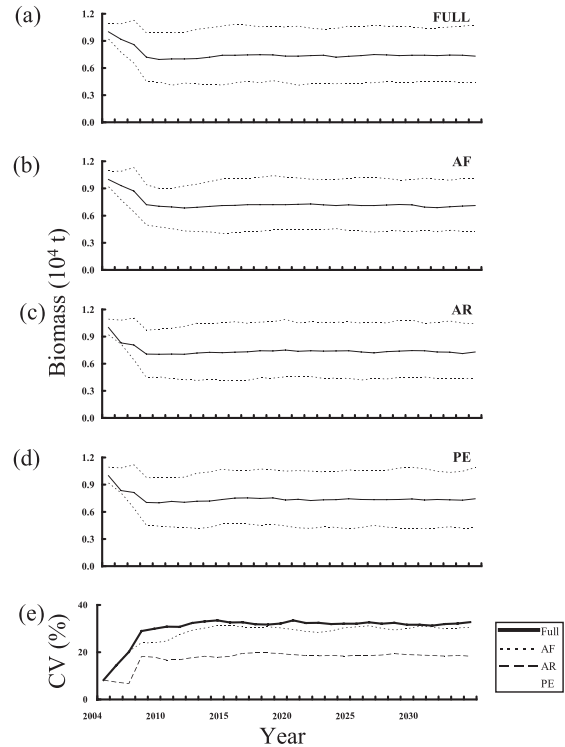 (a)
FULL
1.2
0.9
0.6
0.3
0.0
(b)
AF
1.2
0.9
0.6
0.3
0.0
Biomass (10⁴ t)
(c)
AR
1.2
0.9
0.6
0.3
0.0
(d)
PE
1.2
0.9
0.6
0.3
0.0
(e)
CV (%)
40
20
0
Full
AF
AR
PE
2004 2010 2015 2020 2025 2030
Year